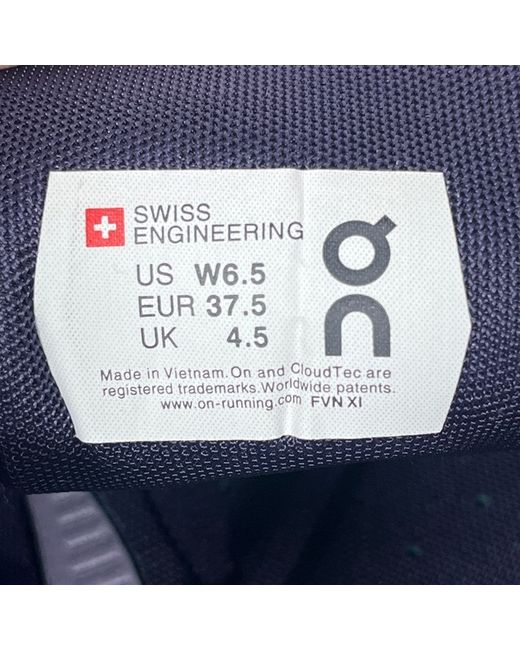 SWISS
ENGINEERING
US W6.5
EUR 37.5
UK 4.5
on
Made in Vietnam. On and CloudTec are
registered trademarks. Worldwide patents.
www.on-running.com FVN XI